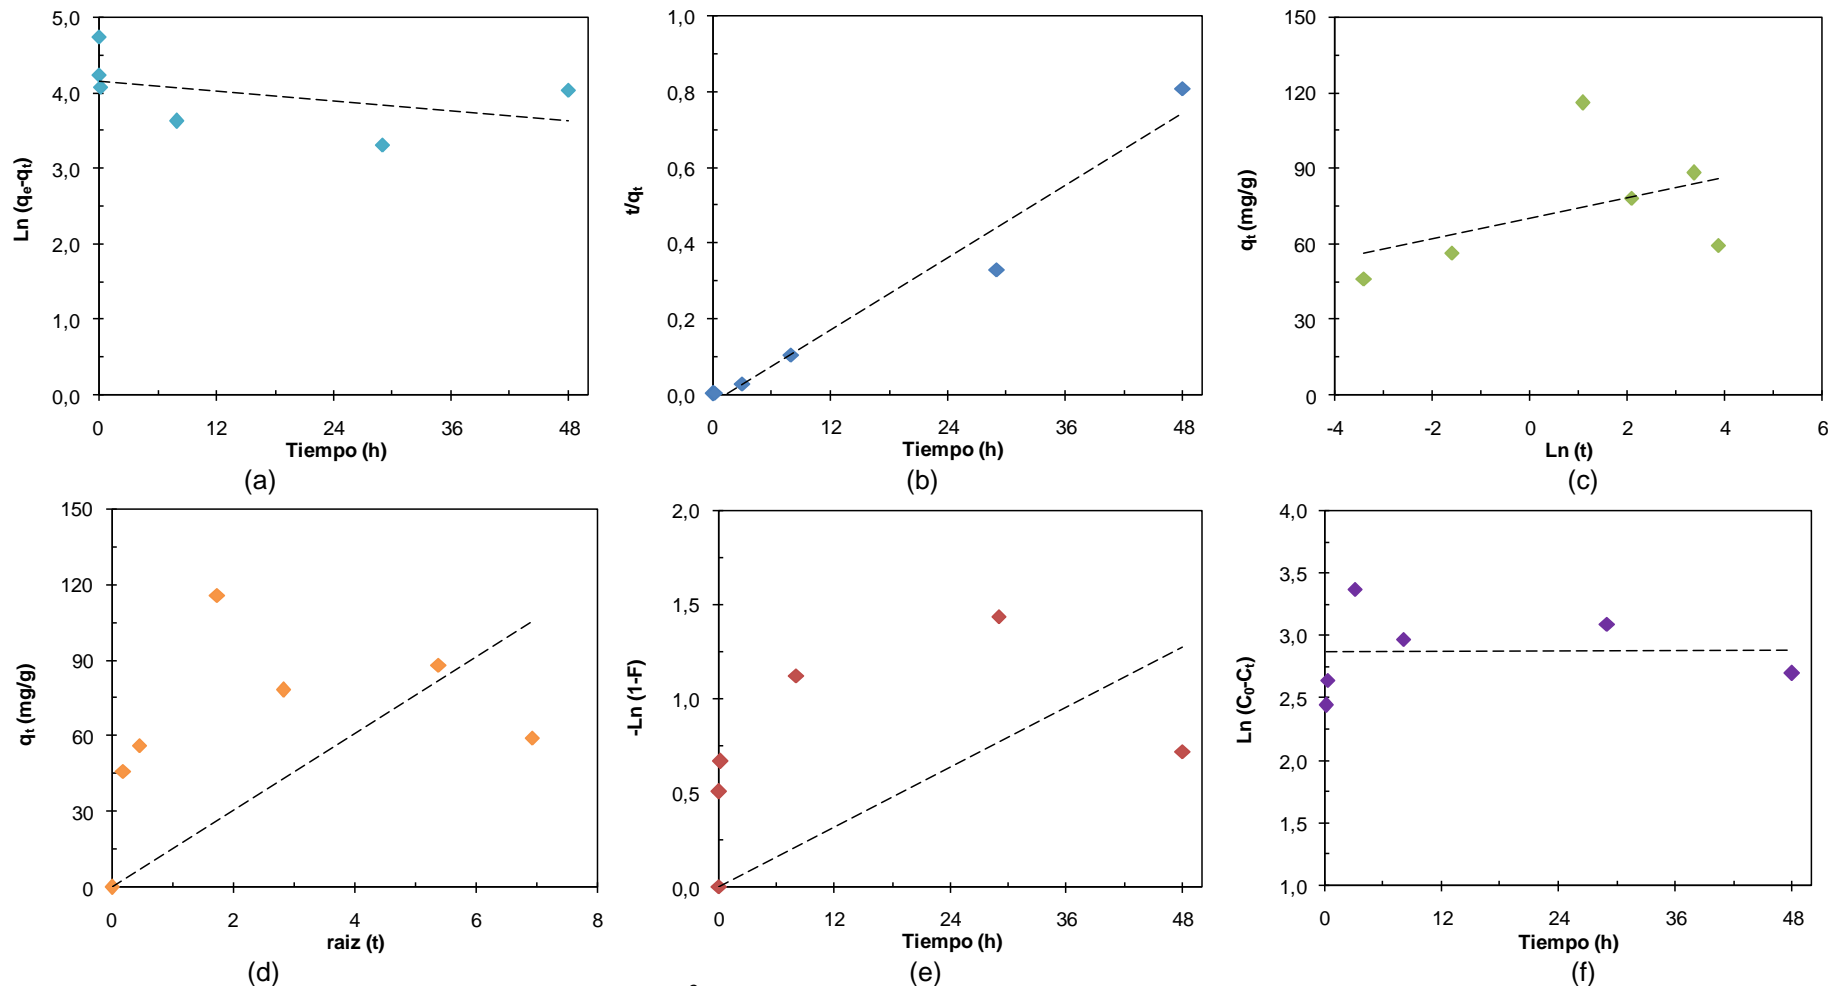 5,0
4,0
3,0
2,0
1,0
0,0
Ln (qₑ-qₜ)
0 12 24 36 48
Tiempo (h)
(a)
1,0
0,8
0,6
0,4
0,2
0,0
t/qₜ
0 12 24 36 48
Tiempo (h)
(b)
150
120
90
60
30
0
qₜ (mg/g)
-4 -2 0 2 4 6
Ln (t)
(c)
150
120
90
60
30
0
qₜ (mg/g)
0 2 4 6 8
raiz (t)
(d)
2,0
1,5
1,0
0,5
0,0
-Ln (1-F)
0 12 24 36 48
Tiempo (h)
(e)
4,0
3,5
3,0
2,5
2,0
1,5
1,0
Ln (C₀-Cₜ)
0 12 24 36 48
Tiempo (h)
(f)